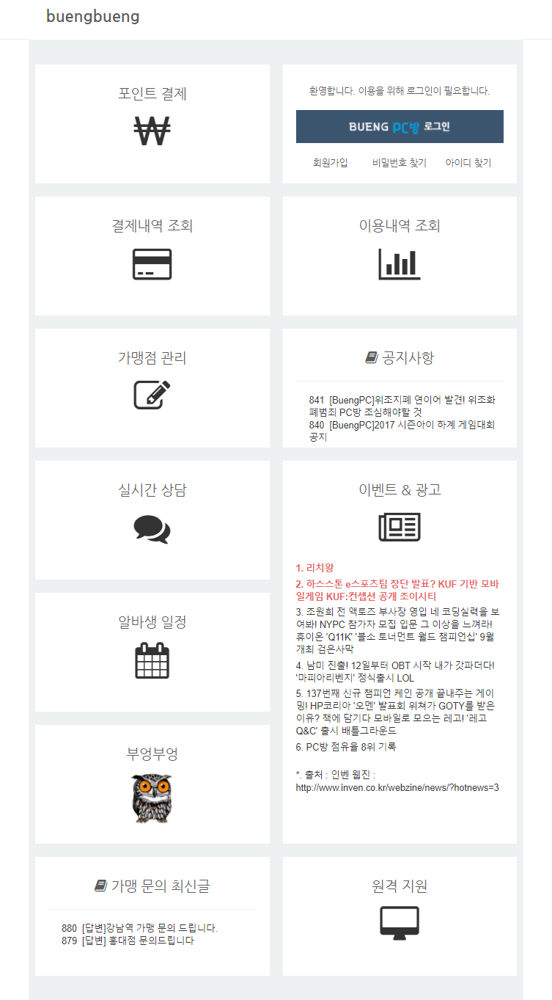 buengbueng
포인트 결제
환영합니다. 이용을 위해 로그인이 필요합니다.
BUENG PC방 로그인
회원가입 비밀번호 찾기 아이디 찾기
결제내역 조회
이용내역 조회
가맹점 관리
공지사항
841 [BuengPC]위조지폐 연이어 발견! 위조화
폐범죄 PC방 조심해야할 것
840 [BuengPC]2017 시즌아이 하계 게임대회
공지
실시간 상담
이벤트 & 광고
1. 리치왕
2. 하스스톤 e스포츠팀 창단 발표? KUF 기반 모바
일게임 KUF:컨셉션 공개 조이시티
3. 조원희 전 액토즈 부사장 영입 네 코딩실력을 보
여봐! NYPC 참가자 모집 입문 그 이상을 느껴라!
휴이온 'Q11K' '블소 토너먼트 월드 챔피언십' 9월
개최 검은사막
4. 남미 진출! 12일부터 OBT 시작 내가 갓파더다!
'마피아리벤지' 정식출시 LOL
5. 137번째 신규 챔피언 케인 공개 끝내주는 게이
밍! HP코리아 '오멘' 발표회 위쳐가 GOTY를 받은
이유? 책에 담기다 모바일로 모으는 레고! '레고
Q&C' 출시 배틀그라운드
6. PC방 점유율 8위 기록
*. 출처 : 인벤 웹진 :
http://www.inven.co.kr/webzine/news/?hotnews=3
알바생 일정
부엉부엉
가맹 문의 최신글
880 [답변]강남역 가맹 문의 드립니다.
879 [답변] 홍대점 문의드립니다
원격 지원